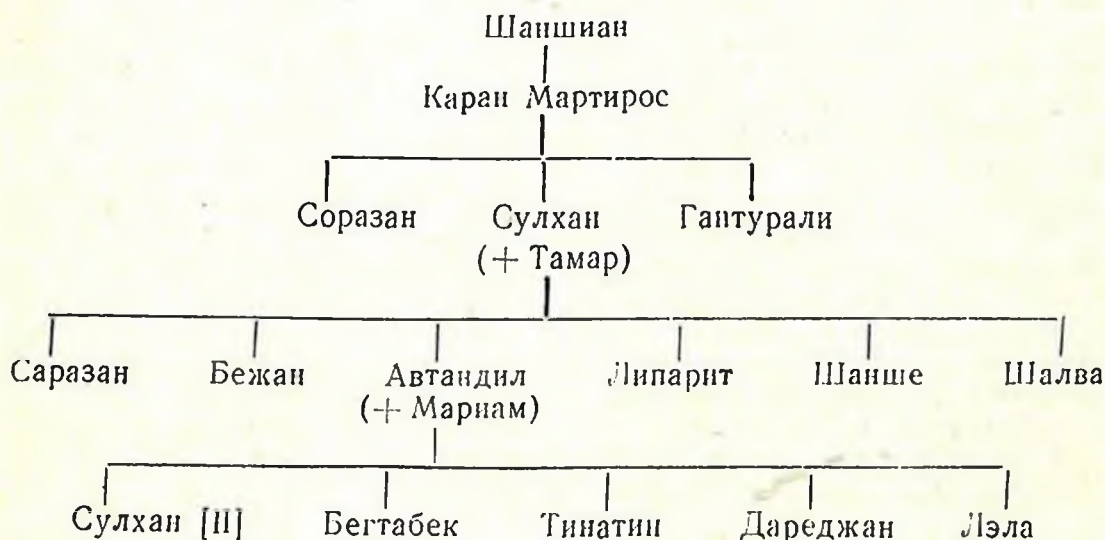 Шаншиан
Каран Мартирос
Соразан Сулхан Гантурали
(+ Тамар)
Саразан Бежан Автандил Липарит Шанше Шалва
(+ Мариам)
Сулхан [II] Бегтабек Тинатин Дареджан Лэла